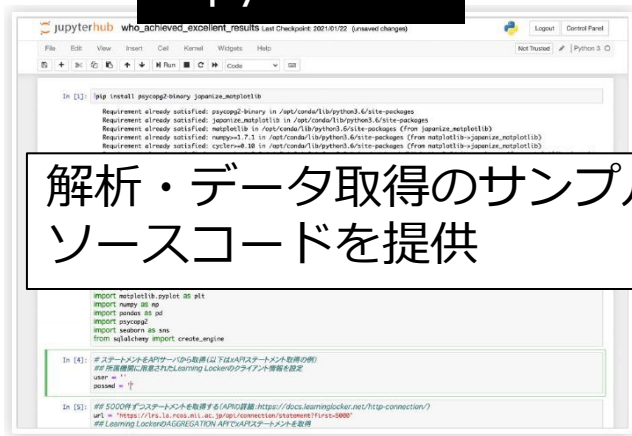 jupyterhub who_achieved_excellent_results Last Checkpoint: 2021/01/22 (unsaved changes)
Logout Control Panel
File Edit View Insert Cell Kernel Widgets Help
Not Trusted Python 3
Run Code
In [1]: !pip install psycopg2-binary japanize_matplotlib
Requirement already satisfied: psycopg2-binary in /opt/conda/lib/python3.6/site-packages
Requirement already satisfied: japanize_matplotlib in /opt/conda/lib/python3.6/site-packages
Requirement already satisfied: matplotlib in /opt/conda/lib/python3.6/site-packages (from japanize_matplotlib)
Requirement already satisfied: numpy>=1.7.1 in /opt/conda/lib/python3.6/site-packages (from matplotlib->japanize_matplotlib)
Requirement already satisfied: cycler>=0.10 in /opt/conda/lib/python3.6/site-packages (from matplotlib->japanize_matplotlib)
解析・データ取得のサンプル
ソースコードを提供
import matplotlib.pyplot as plt
import numpy as np
import pandas as pd
import psycopg2
import seaborn as sns
from sqlalchemy import create_engine
In [4]: # ステートメントをAPIサーバから取得(以下はxAPIステートメント取得の例)
## 所属機関に用意されたLearning Lockerのクライアント情報を設定
user = ''
passwd = ''
In [5]: ## 5000件ずつステートメントを取得する(APIの詳細:https://docs.learninglocker.net/http-connection/)
url = "https://lrs.la.rcos.nii.ac.jp/api/connection/statement?first=5000"
## Learning LockerのAGGREGATION APIでxAPIステートメントを取得